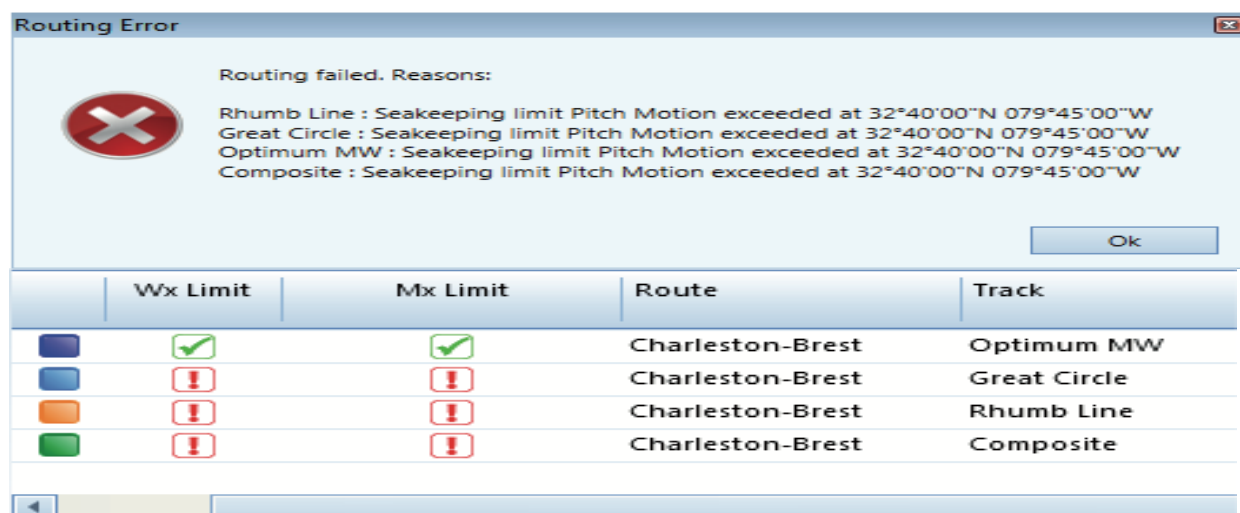 Routing Error
Routing failed. Reasons:
Rhumb Line : Seakeeping limit Pitch Motion exceeded at 32°40'00"N 079°45'00"W
Great Circle : Seakeeping limit Pitch Motion exceeded at 32°40'00"N 079°45'00"W
Optimum MW : Seakeeping limit Pitch Motion exceeded at 32°40'00"N 079°45'00"W
Composite : Seakeeping limit Pitch Motion exceeded at 32°40'00"N 079°45'00"W
Ok
Wx Limit Mx Limit Route Track
Charleston-Brest Optimum MW
Charleston-Brest Great Circle
Charleston-Brest Rhumb Line
Charleston-Brest Composite